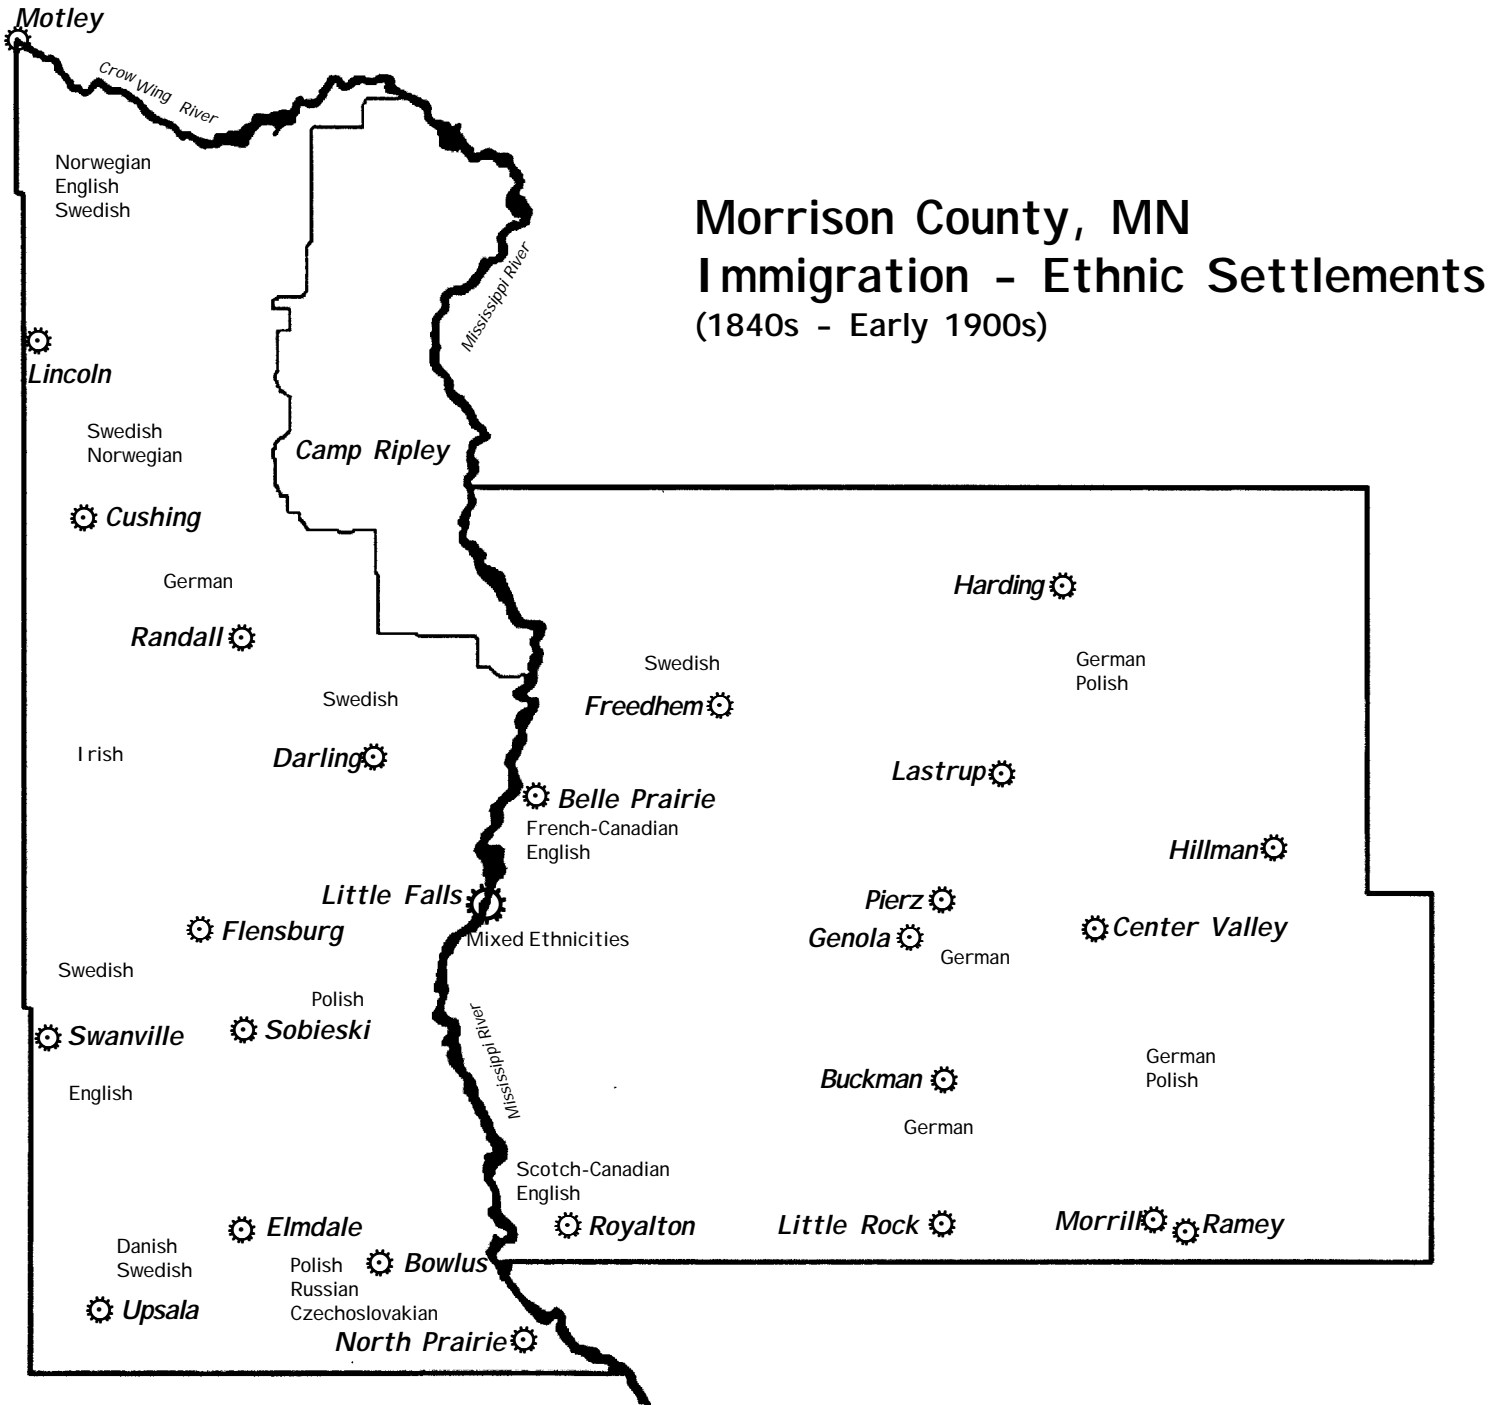 Motley
Crow Wing River
Norwegian
English
Swedish
Morrison County, MN
Immigration - Ethnic Settlements
(1840s - Early 1900s)
Mississippi River
Lincoln
Swedish
Norwegian
Camp Ripley
Cushing
German
Harding
Randall
Swedish
German
Polish
Swedish
Freedhem
Irish
Darling
Lastrup
Belle Prairie
French-Canadian
English
Hillman
Little Falls
Pierz
Flensburg
Mixed Ethnicities
Genola
Center Valley
German
Swedish
Polish
Swanville
Sobieski
Mississippi River
German
Polish
English
Buckman
German
Scotch-Canadian
English
Elmdale
Royalton
Little Rock
Morrill
Ramey
Danish
Swedish
Polish
Russian
Czechoslovakian
Bowlus
Upsala
North Prairie